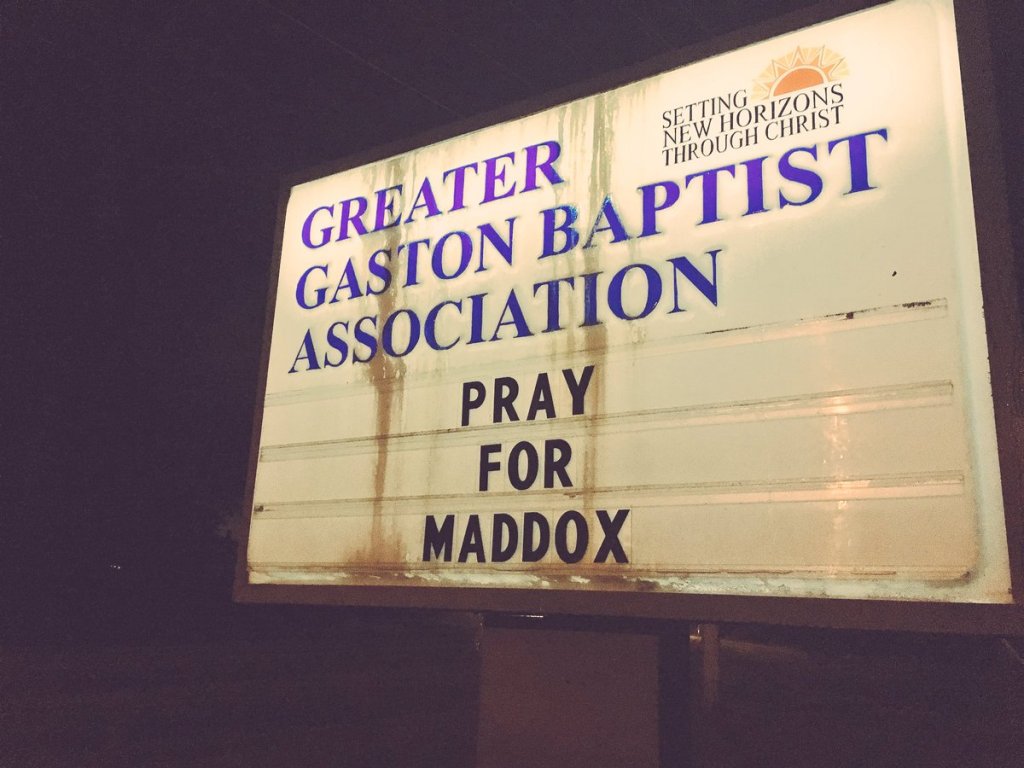 SETTING
NEW HORIZONS
THROUGH CHRIST
GREATER
GASTON BAPTIST
ASSOCIATION
PRAY
FOR
MADDOX